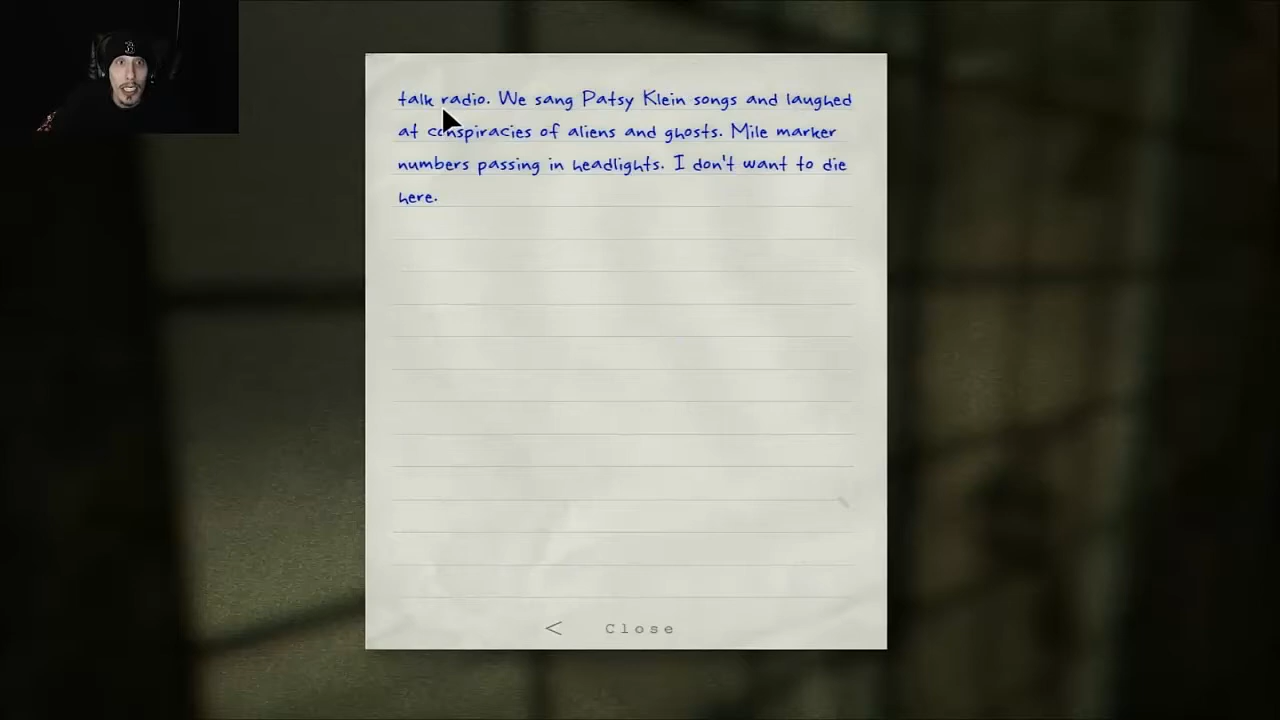 talk radio. We sang Patsy Klein songs and laughed
at conspiracies of aliens and ghosts. Mile marker
numbers passing in headlights. I don't want to die
here.
< Close